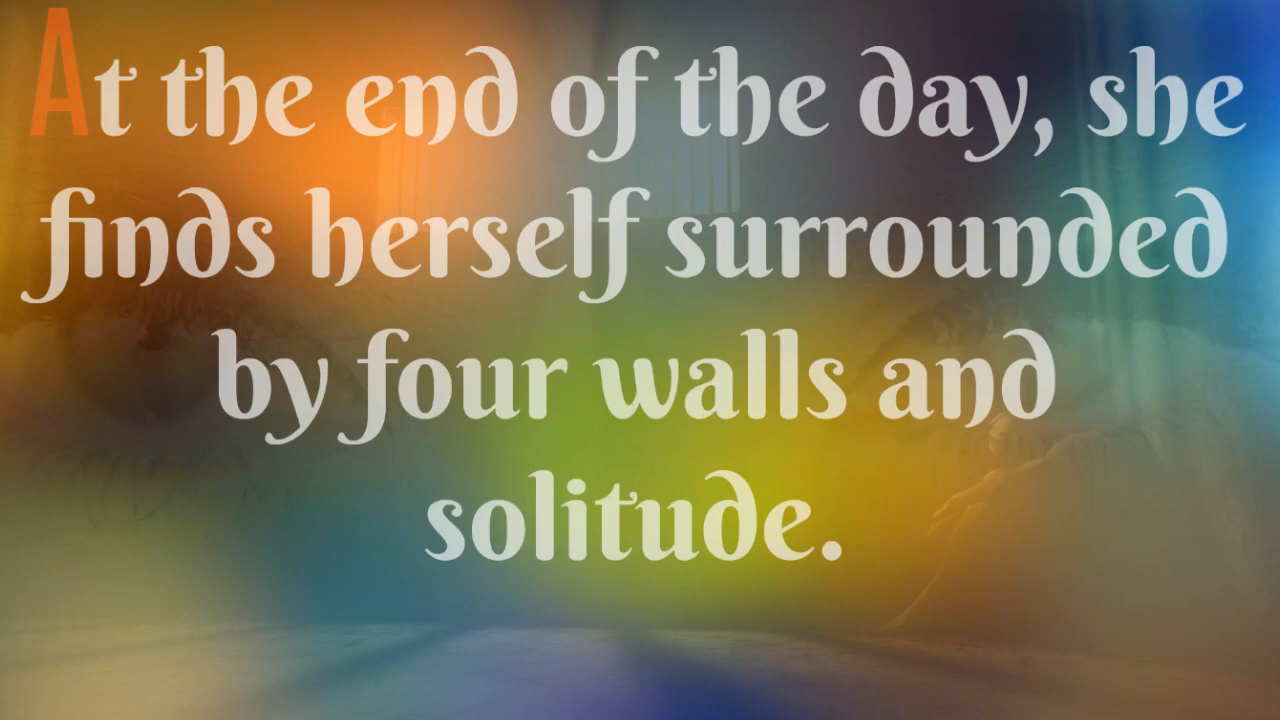 At the end of the day, she
finds herself surrounded
by four walls and
solitude.